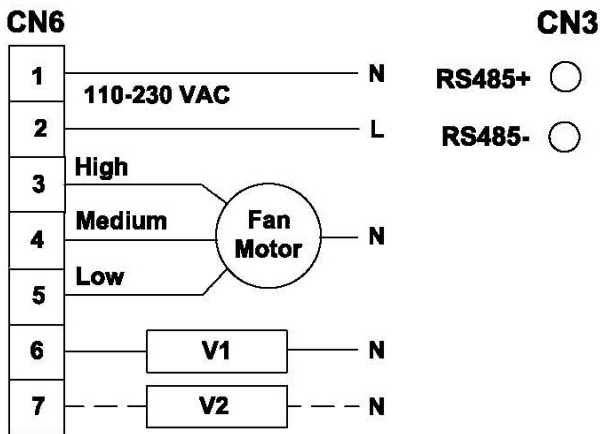 CN6
CN3
1
N
RS485+
110-230 VAC
2
L
RS485-
3
High
4
Medium
Fan
Motor
N
5
Low
6
V1
N
7
V2
N